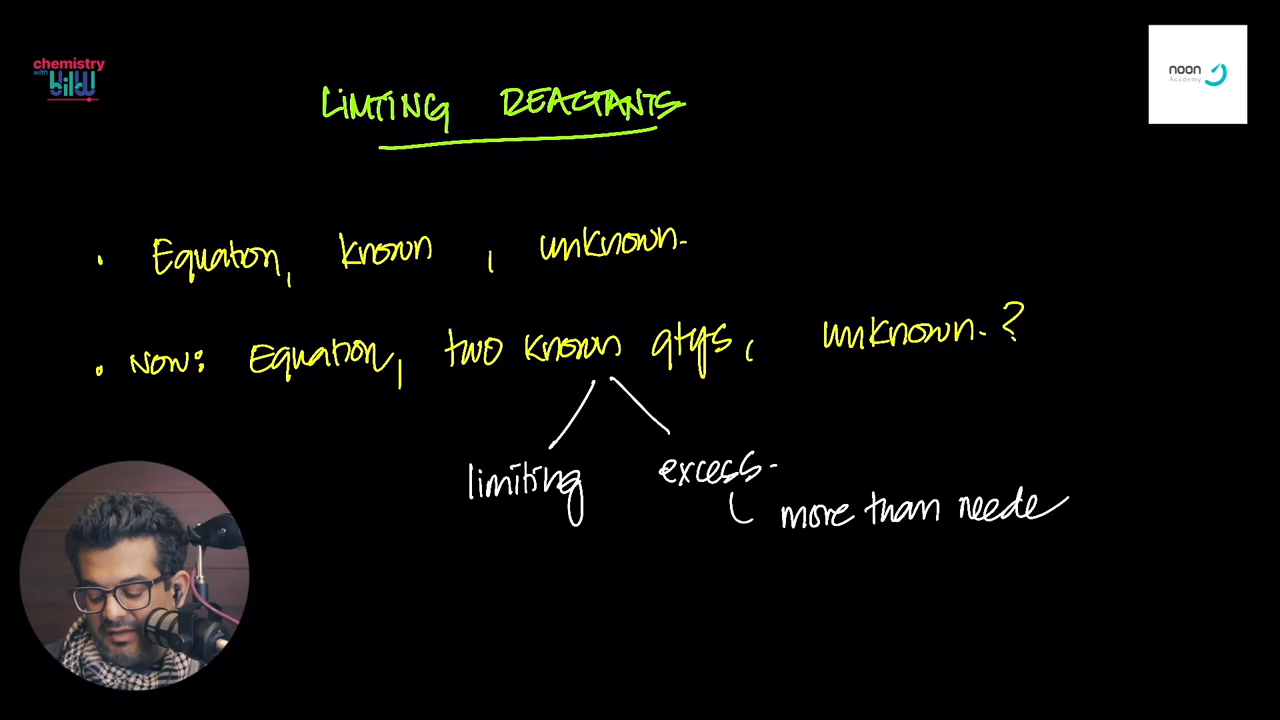 chemistry
with bilal
noon
Academy
LIMTING REACTANTS
• Equation, known, unknown.
• Now: Equation, two known qtys, unknown.?
limiting excess.
more than neede